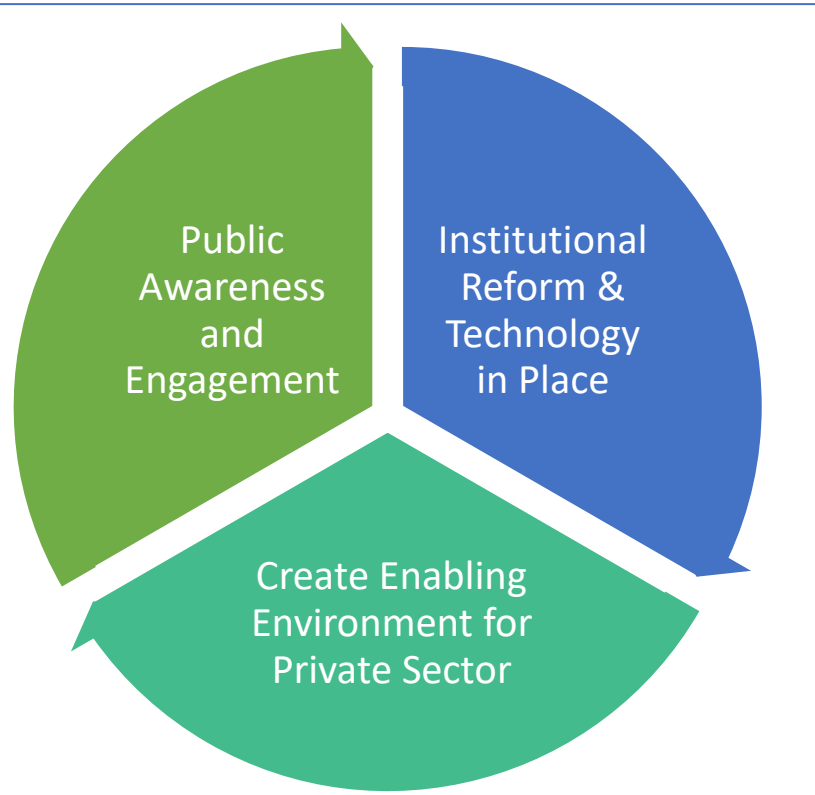 Public
Awareness
and
Engagement
Institutional
Reform &
Technology
in Place
Create Enabling
Environment for
Private Sector